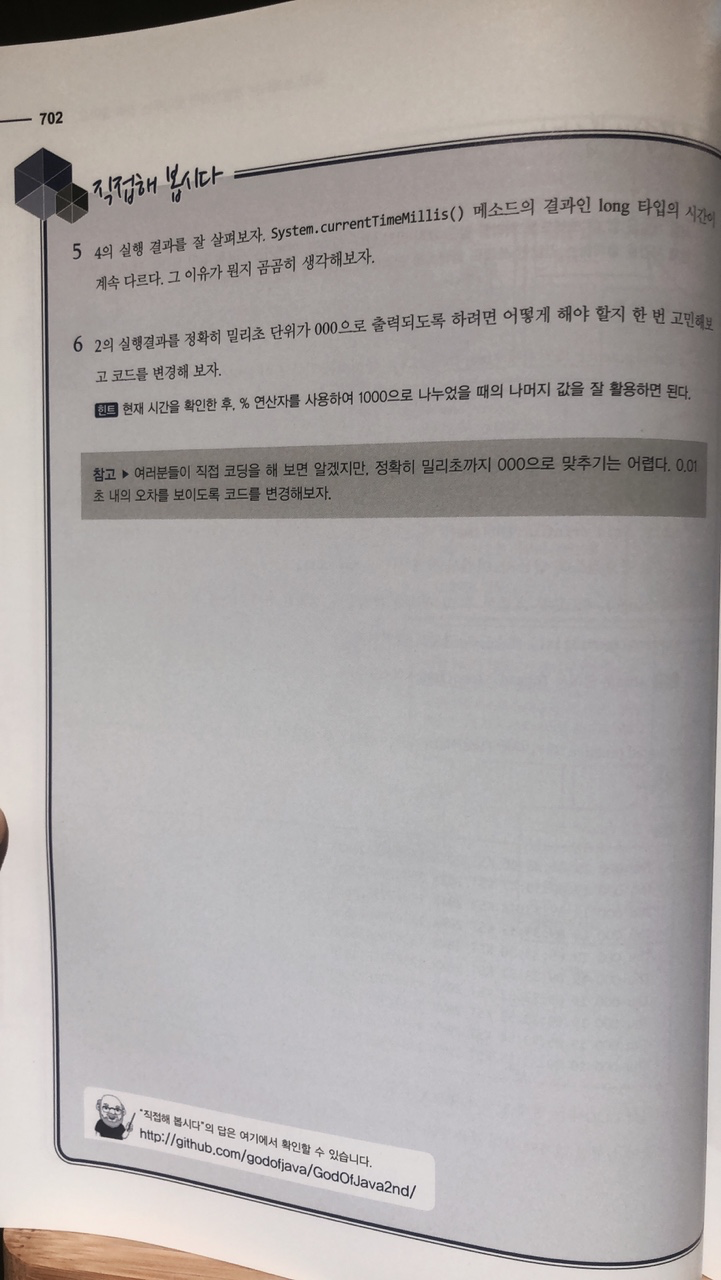 702
직접해 봅시다
5 4의 실행 결과를 잘 살펴보자. System.currentTimeMillis() 메소드의 결과인 long 타입의 시간이
계속 다르다. 그 이유가 뭔지 곰곰히 생각해보자.
6 2의 실행결과를 정확히 밀리초 단위가 000으로 출력되도록 하려면 어떻게 해야 할지 한 번 고민해보
고 코드를 변경해 보자.
힌트 현재 시간을 확인한 후, % 연산자를 사용하여 1000으로 나누었을 때의 나머지 값을 잘 활용하면 된다.
참고 ▶ 여러분들이 직접 코딩을 해 보면 알겠지만, 정확히 밀리초까지 000으로 맞추기는 어렵다. 0.01
초 내의 오차를 보이도록 코드를 변경해보자.
"직접해 봅시다"의 답은 여기에서 확인할 수 있습니다.
http://github.com/godofjava/GodOfJava2nd/